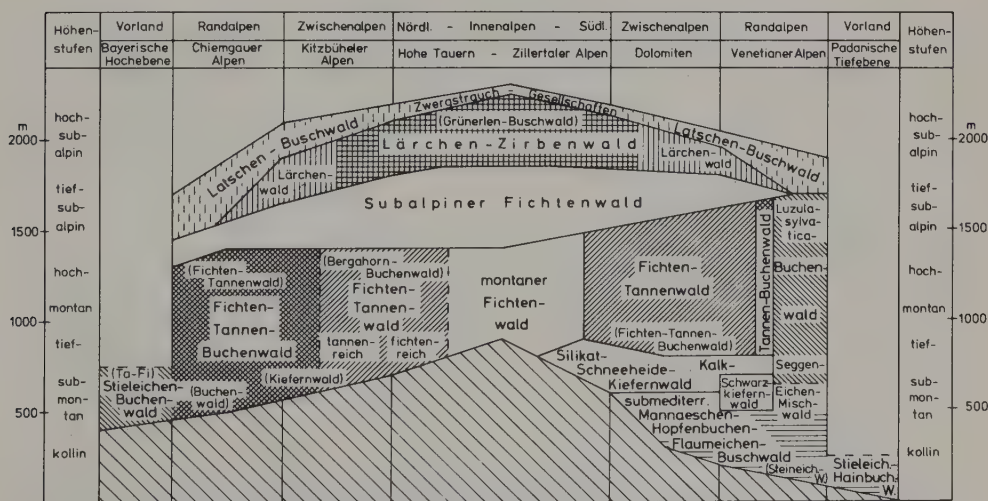 Höhen-
stufen
Vorland
Randalpen
Zwischenalpen
Nördl. - Innenalpen - Südl.
Zwischenalpen
Randalpen
Vorland
Höhen-
stufen
Bayerische
Hochebene
Chiemgauer
Alpen
Kitzbüheler
Alpen
Hohe Tauern - Zillertaler Alpen
Dolomiten
Venetianer Alpen
Padanische
Tiefebene
m
2000
1500
1000
500
hoch-
sub-
alpin
tief-
sub-
alpin
hoch-
montan
tief-
sub-
mon-
tan
kollin
Zwergstrauch - Gesellschaften
(Grünerlen-Buschwald)
Latschen-Buschwald
Lärchen-Zirbenwald
Latschen-Buschwald
Lärchen-
wald
Lärchen-
wald
Subalpiner Fichtenwald
(Fichten-
Tannenwald)
Fichten-
Tannen-
Buchenwald
(Buchen-
wald)
(Bergahorn-
Buchenwald)
Fichten-
Tannen-
wald
tannen-
reich
fichten-
reich
(Kiefernwald)
montaner
Fichten-
wald
Fichten-
Tannenwald
(Fichten-Tannen-
Buchenwald)
Tannen-Buchenwald
Luzula-
sylva-
tica-
Buchen-
wald
(Ta-Fi)
Stieleichen-
Buchen-
wald
Silikat-
Schneeheide-
Kiefernwald
Kalk-
Seggen-
Schwarz-
kiefern-
wald
Eichen-
Misch-
wald
submediterr.
Mannaeschen-
Hopfenbuchen-
Flaumeichen-
Buschwald
(Steineich.-
W.)
Stieleich.-
Hainbuch.-
W.
m
2000
1500
1000
500
hoch-
sub-
alpin
tief-
sub-
alpin
hoch-
montan
tief-
sub-
mon-
tan
kollin